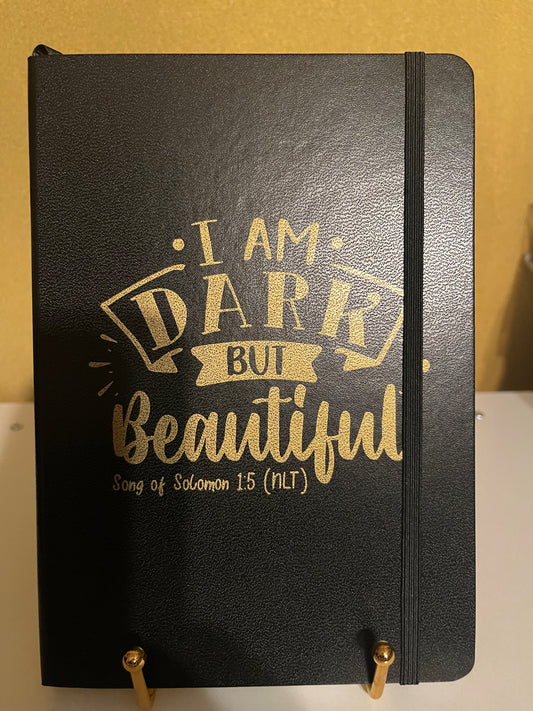 I AM
DARK
BUT
Beautiful
Song of Solomon 1:5 (NLT)